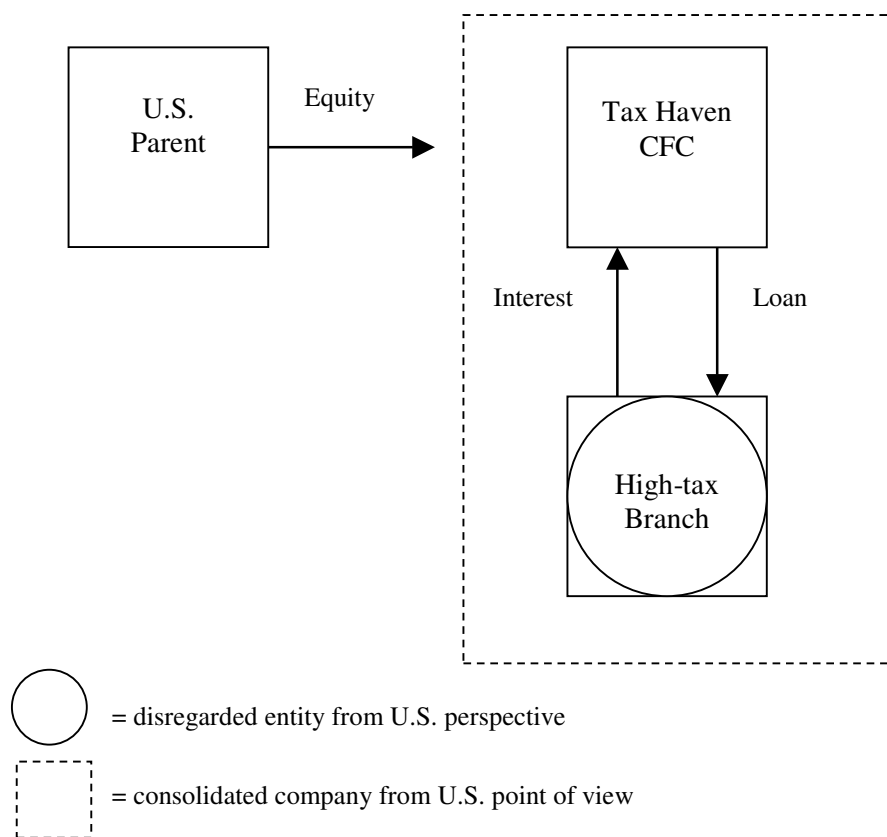 U.S.
Parent
Equity
Tax Haven
CFC
Interest
Loan
High-tax
Branch
= disregarded entity from U.S. perspective
= consolidated company from U.S. point of view